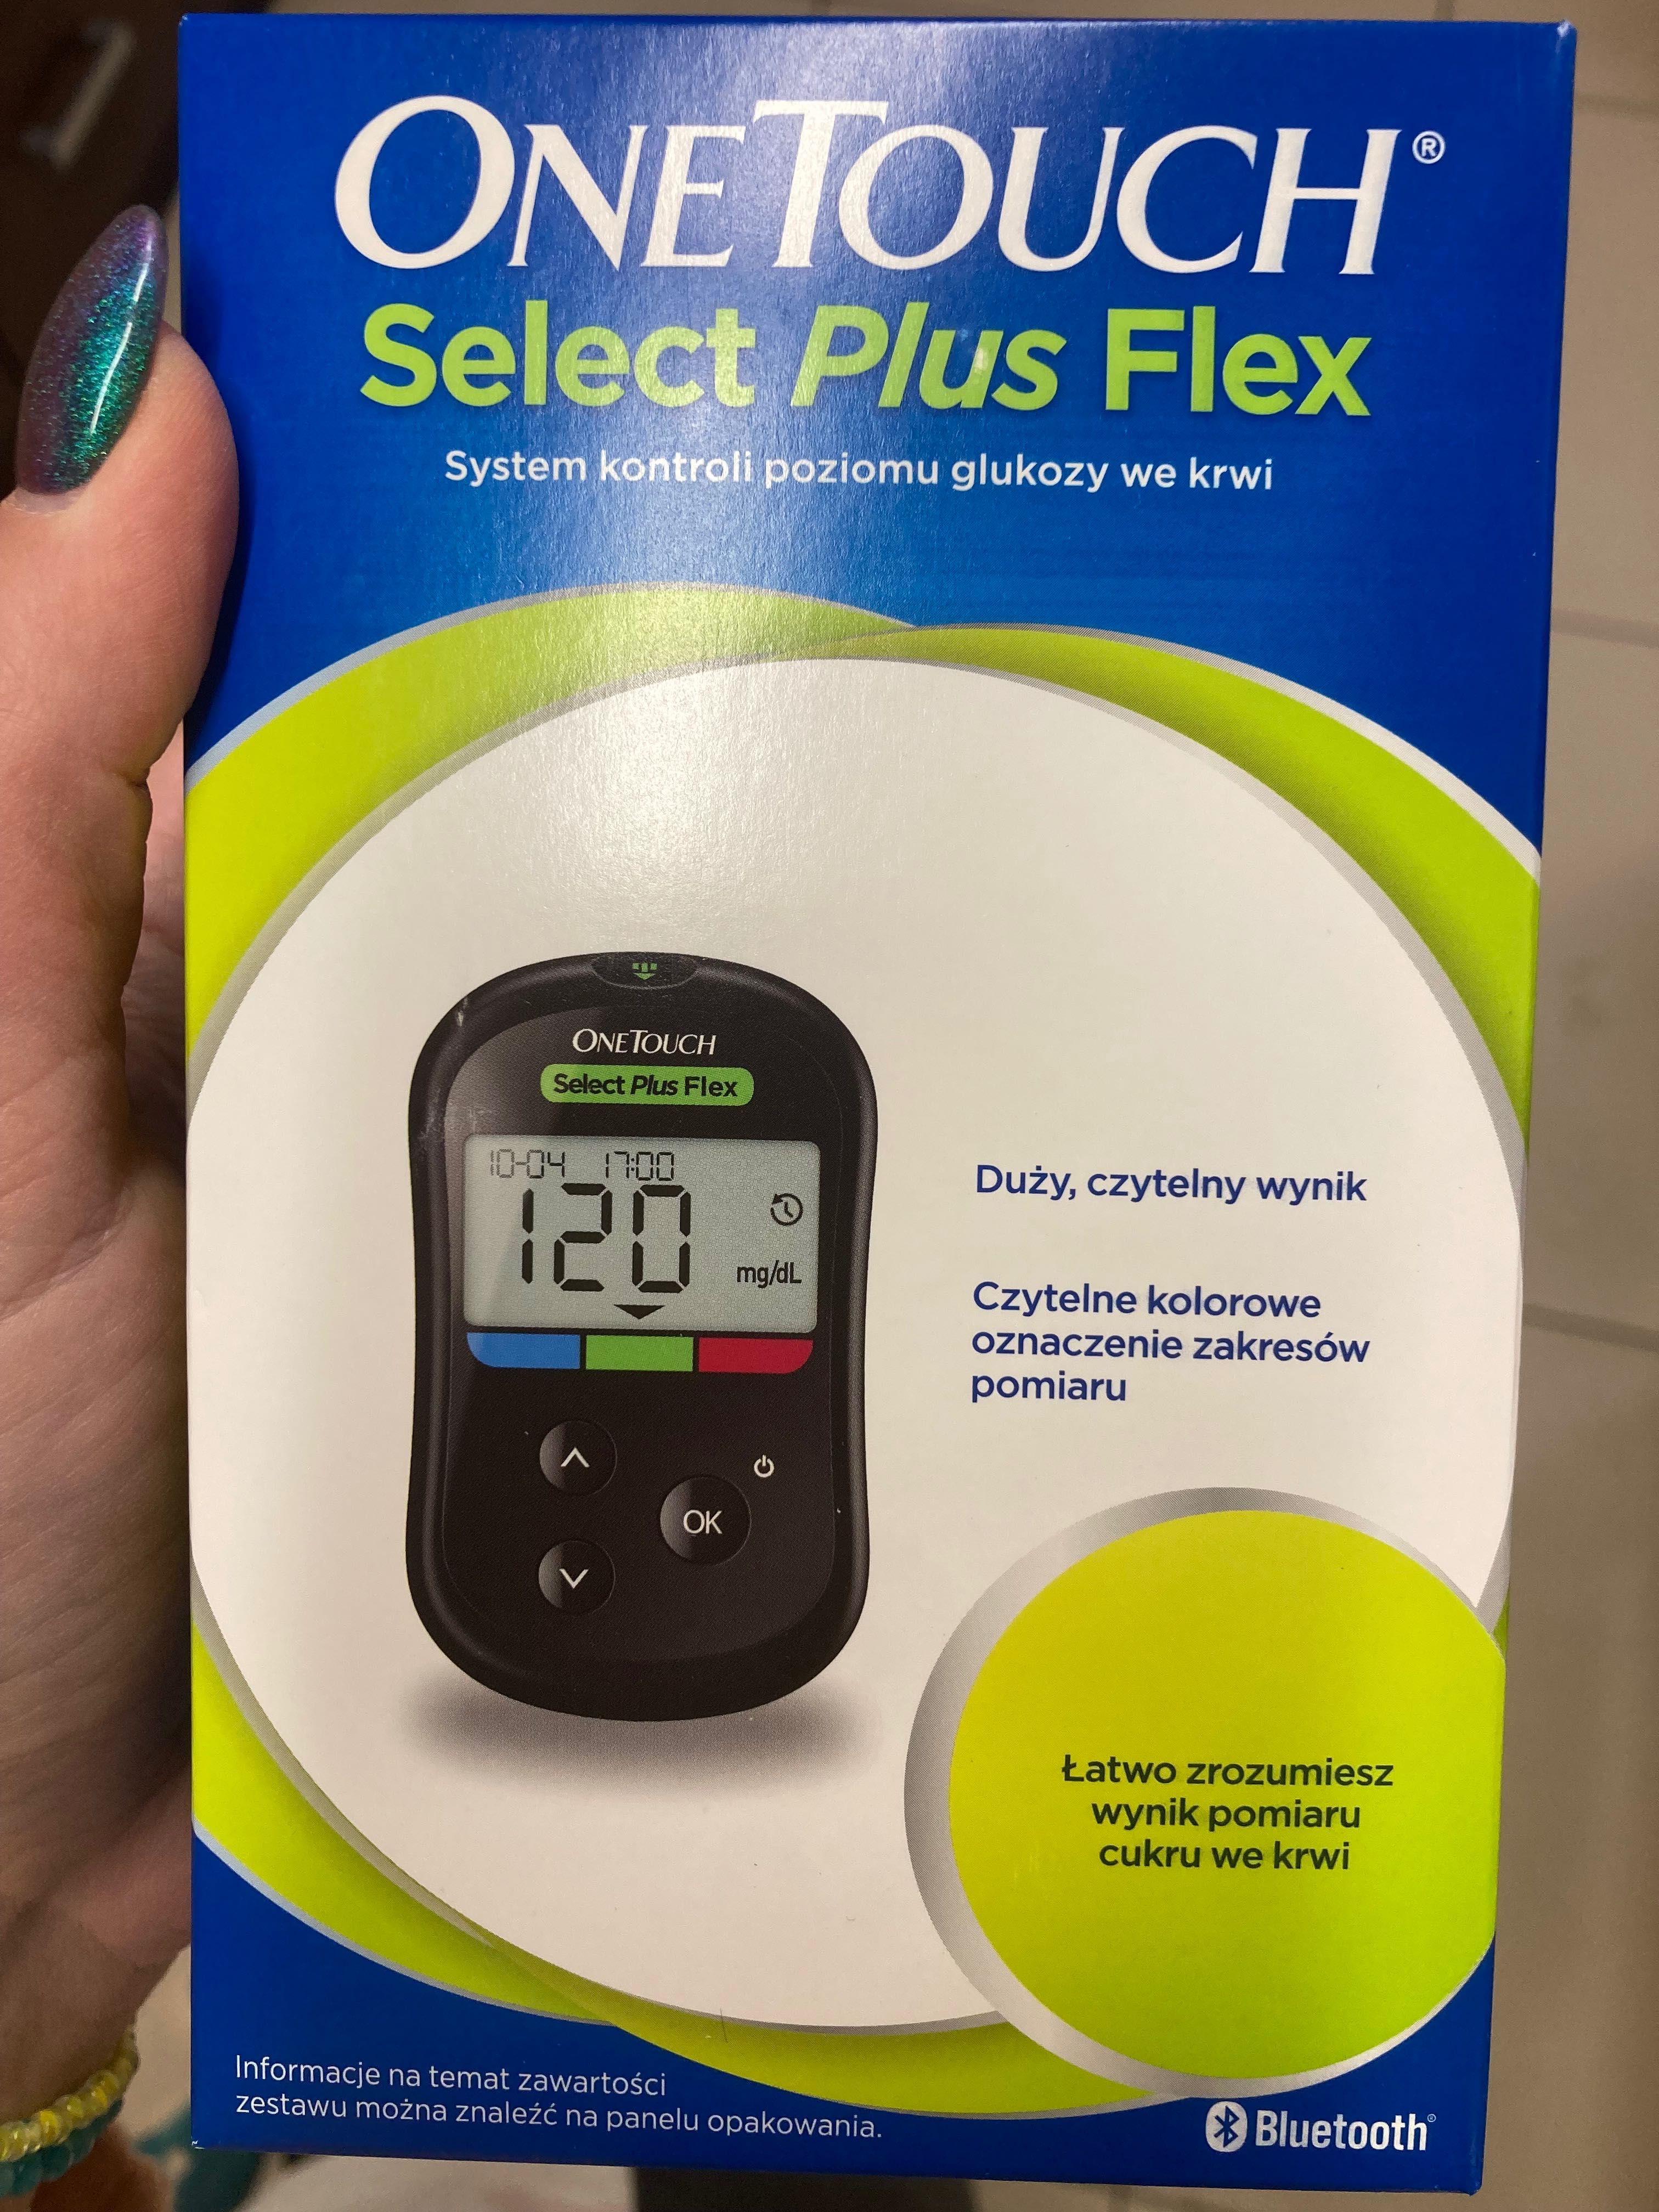 ONETOUCH®
Select Plus Flex
System kontroli poziomu glukozy we krwi
ONETOUCH
Select Plus Flex
10-04 17:00
120
mg/dL
OK
Duży, czytelny wynik
Czytelne kolorowe
oznaczenie zakresów
pomiaru
Łatwo zrozumiesz
wynik pomiaru
cukru we krwi
Informacje na temat zawartości
zestawu można znaleźć na panelu opakowania.
Bluetooth®